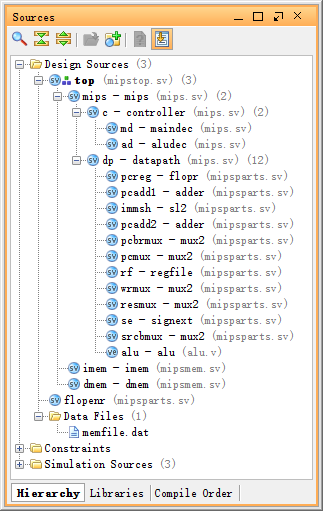 Sources
Design Sources (3)
top (mipstop.sv) (3)
mips - mips (mips.sv) (2)
c - controller (mips.sv) (2)
md - maindec (mips.sv)
ad - aludec (mips.sv)
dp - datapath (mips.sv) (12)
pcreg - flopr (mipsparts.sv)
pcadd1 - adder (mipsparts.sv)
immsh - sl2 (mipsparts.sv)
pcadd2 - adder (mipsparts.sv)
pcbrmux - mux2 (mipsparts.sv)
pcmux - mux2 (mipsparts.sv)
rf - regfile (mipsparts.sv)
wrmux - mux2 (mipsparts.sv)
resmux - mux2 (mipsparts.sv)
se - signext (mipsparts.sv)
srcbmux - mux2 (mipsparts.sv)
alu - alu (alu.v)
imem - imem (mipsmem.sv)
dmem - dmem (mipsmem.sv)
flopenr (mipsparts.sv)
Data Files (1)
memfile.dat
Constraints
Simulation Sources (3)
Hierarchy Libraries Compile Order